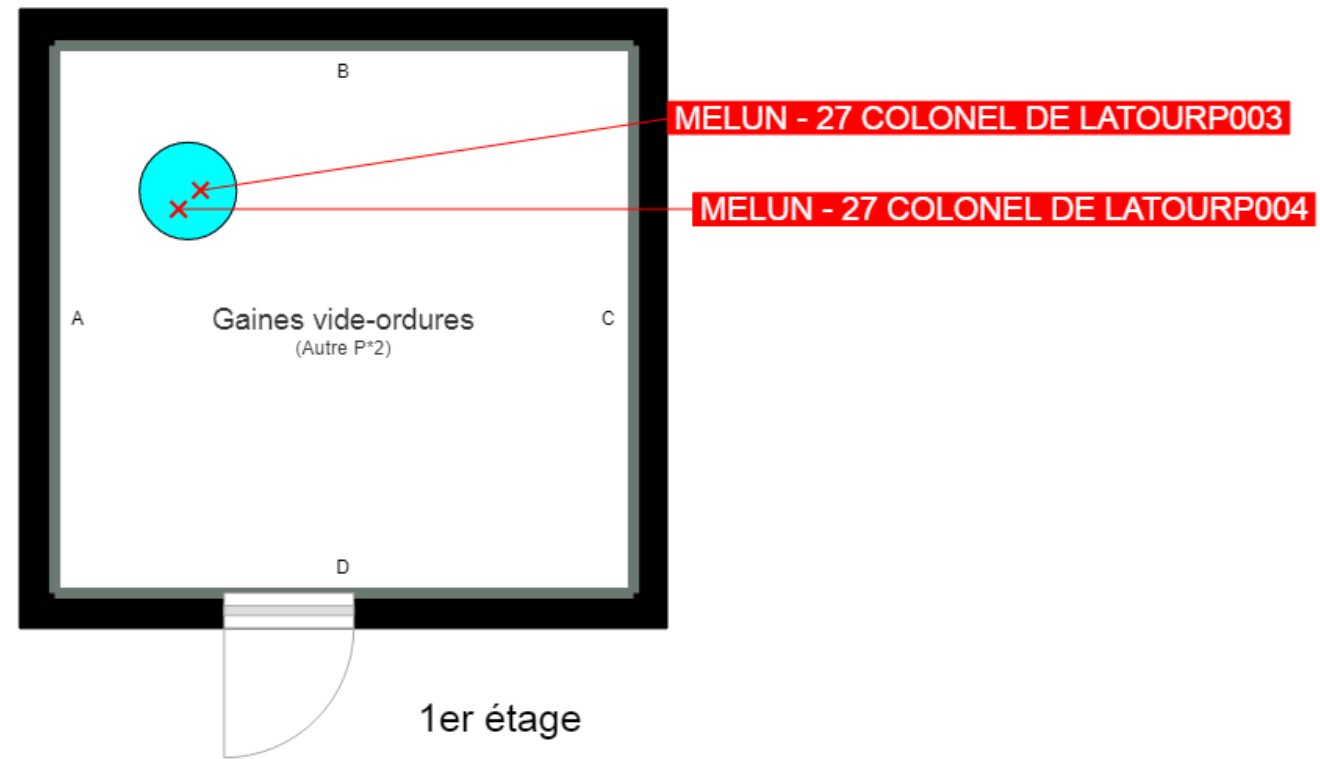 B
MELUN - 27 COLONEL DE LATOURP003
MELUN - 27 COLONEL DE LATOURP004
A
Gaines vide-ordures
C
(Autre P*2)
D
1er étage